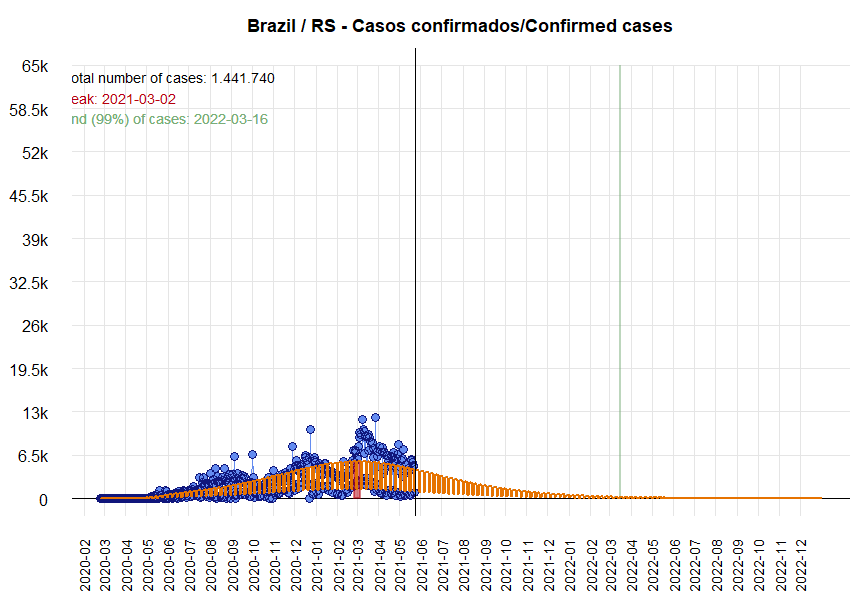 Brazil / RS - Casos confirmados/Confirmed cases
otal number of cases: 1.441.740
eak: 2021-03-02
nd (99%) of cases: 2022-03-16
65k
58.5k
52k
45.5k
39k
32.5k
26k
19.5k
13k
6.5k
0
2020-02
2020-03
2020-04
2020-05
2020-06
2020-07
2020-08
2020-09
2020-10
2020-11
2020-12
2021-01
2021-02
2021-03
2021-04
2021-05
2021-06
2021-07
2021-08
2021-09
2021-10
2021-11
2021-12
2022-01
2022-02
2022-03
2022-04
2022-05
2022-06
2022-07
2022-08
2022-09
2022-10
2022-11
2022-12